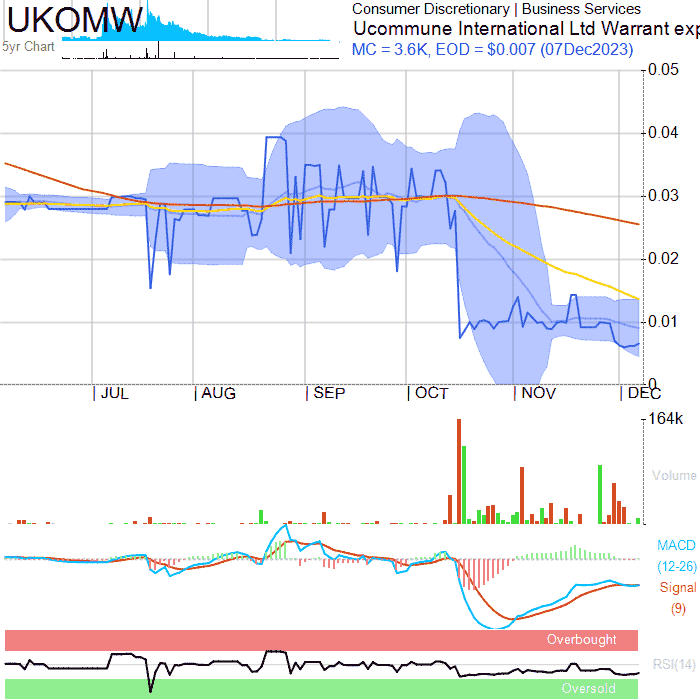 UKOMW
Consumer Discretionary | Business Services
Ucommune International Ltd Warrant exp
5yr Chart
MC = 3.6K, EOD = $0.007 (07Dec2023)
0.05
0.04
0.03
0.02
0.01
0
JUL AUG SEP OCT NOV DEC
164k
Volume
MACD
(12-26)
Signal
(9)
Overbought
RSI(14)
Oversold